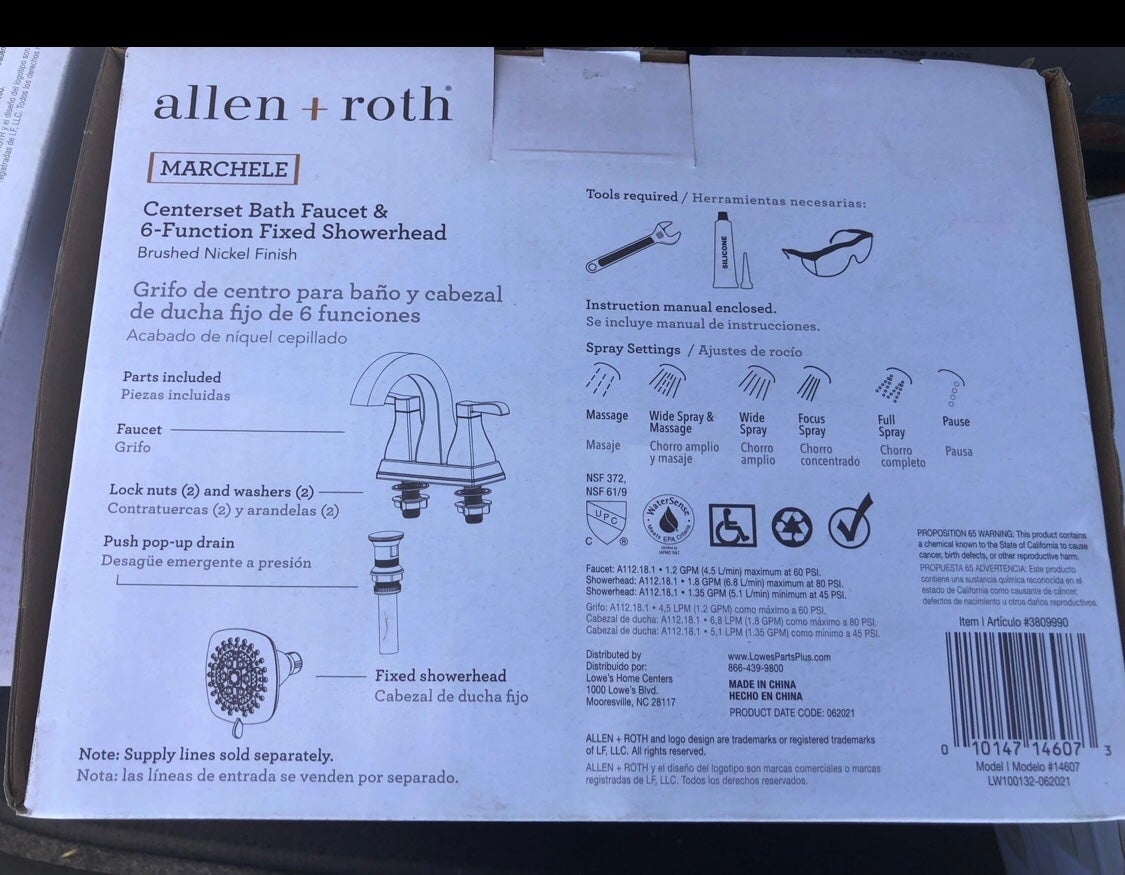 allen + roth®
MARCHELE
Centerset Bath Faucet &
6-Function Fixed Showerhead
Brushed Nickel Finish
Grifo de centro para baño y cabezal
de ducha fijo de 6 funciones
Acabado de níquel cepillado
Parts included
Piezas incluidas
Faucet
Grifo
Lock nuts (2) and washers (2)
Contratuercas (2) y arandelas (2)
Push pop-up drain
Desagüe emergente a presión
Fixed showerhead
Cabezal de ducha fijo
Note: Supply lines sold separately.
Nota: las líneas de entrada se venden por separado.
Tools required / Herramientas necesarias:
SILICONE
Instruction manual enclosed.
Se incluye manual de instrucciones.
Spray Settings / Ajustes de rocío
Massage
Masaje
Wide Spray &
Massage
Chorro amplio
y masaje
Wide
Spray
Chorro
amplio
Focus
Spray
Chorro
concentrado
Full
Spray
Chorro
completo
Pause
Pausa
NSF 372,
NSF 61/9
UPC
C ®
WaterSense
Meets EPA Criteria
Faucet: A112.18.1 • 1.2 GPM (4.5 L/min) maximum at 60 PSI.
Showerhead: A112.18.1 • 1.8 GPM (6.8 L/min) maximum at 80 PSI.
Showerhead: A112.18.1 • 1.35 GPM (5.1 L/min) minimum at 45 PSI.
Grifo: A112.18.1 • 4,5 LPM (1.2 GPM) como máximo a 60 PSI.
Cabezal de ducha: A112.18.1 • 6,8 LPM (1.8 GPM) como máximo a 80 PSI.
Cabezal de ducha: A112.18.1 • 5,1 LPM (1.35 GPM) como mínimo a 45 PSI.
Distributed by
Distribuido por:
Lowe's Home Centers
1000 Lowe's Blvd.
Mooresville, NC 28117
www.LowesPartsPlus.com
866-439-9800
MADE IN CHINA
HECHO EN CHINA
PRODUCT DATE CODE: 062021
ALLEN + ROTH and logo design are trademarks or registered trademarks
of LF, LLC. All rights reserved.
ALLEN + ROTH y el diseño del logotipo son marcas comerciales o marcas
registradas de LF, LLC. Todos los derechos reservados.
PROPOSITION 65 WARNING: This product contains
a chemical known to the State of California to cause
cancer, birth defects, or other reproductive harm.
PROPUESTA 65 ADVERTENCIA: Este producto
contiene una sustancia química reconocida en el
estado de California como causante de cáncer,
defectos de nacimiento u otros daños reproductivos.
Item | Artículo #3809990
0 10147 14607 3
Model | Modelo #14607
LW100132-062021